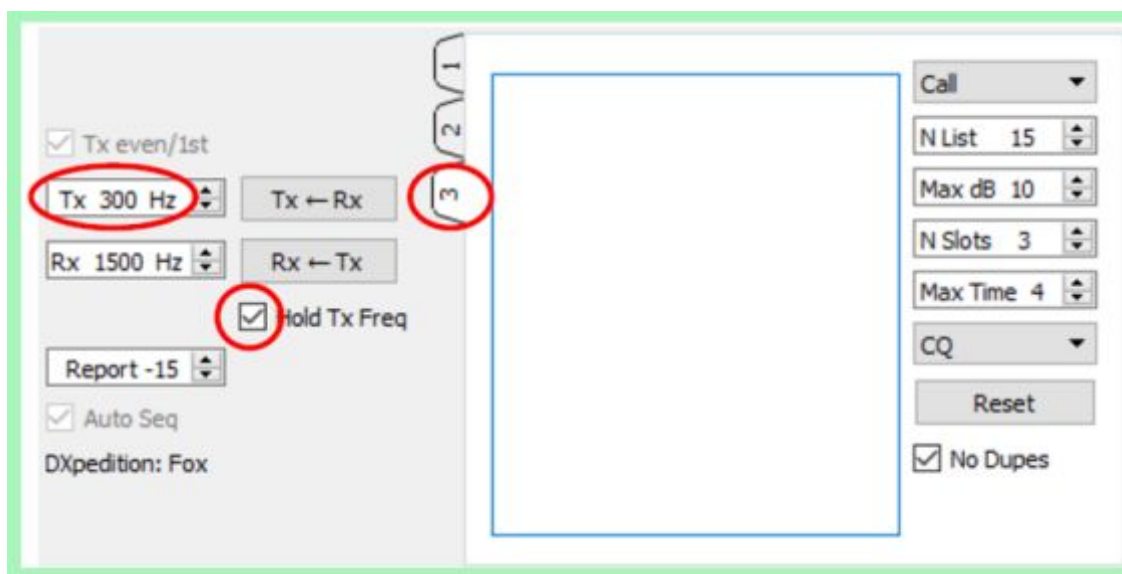 1
2
3
Tx even/1st
Tx 300 Hz
Tx ← Rx
Rx 1500 Hz
Rx ← Tx
Hold Tx Freq
Report -15
Auto Seq
DXpedition: Fox
Call
N List 15
Max dB 10
N Slots 3
Max Time 4
CQ
Reset
No Dupes